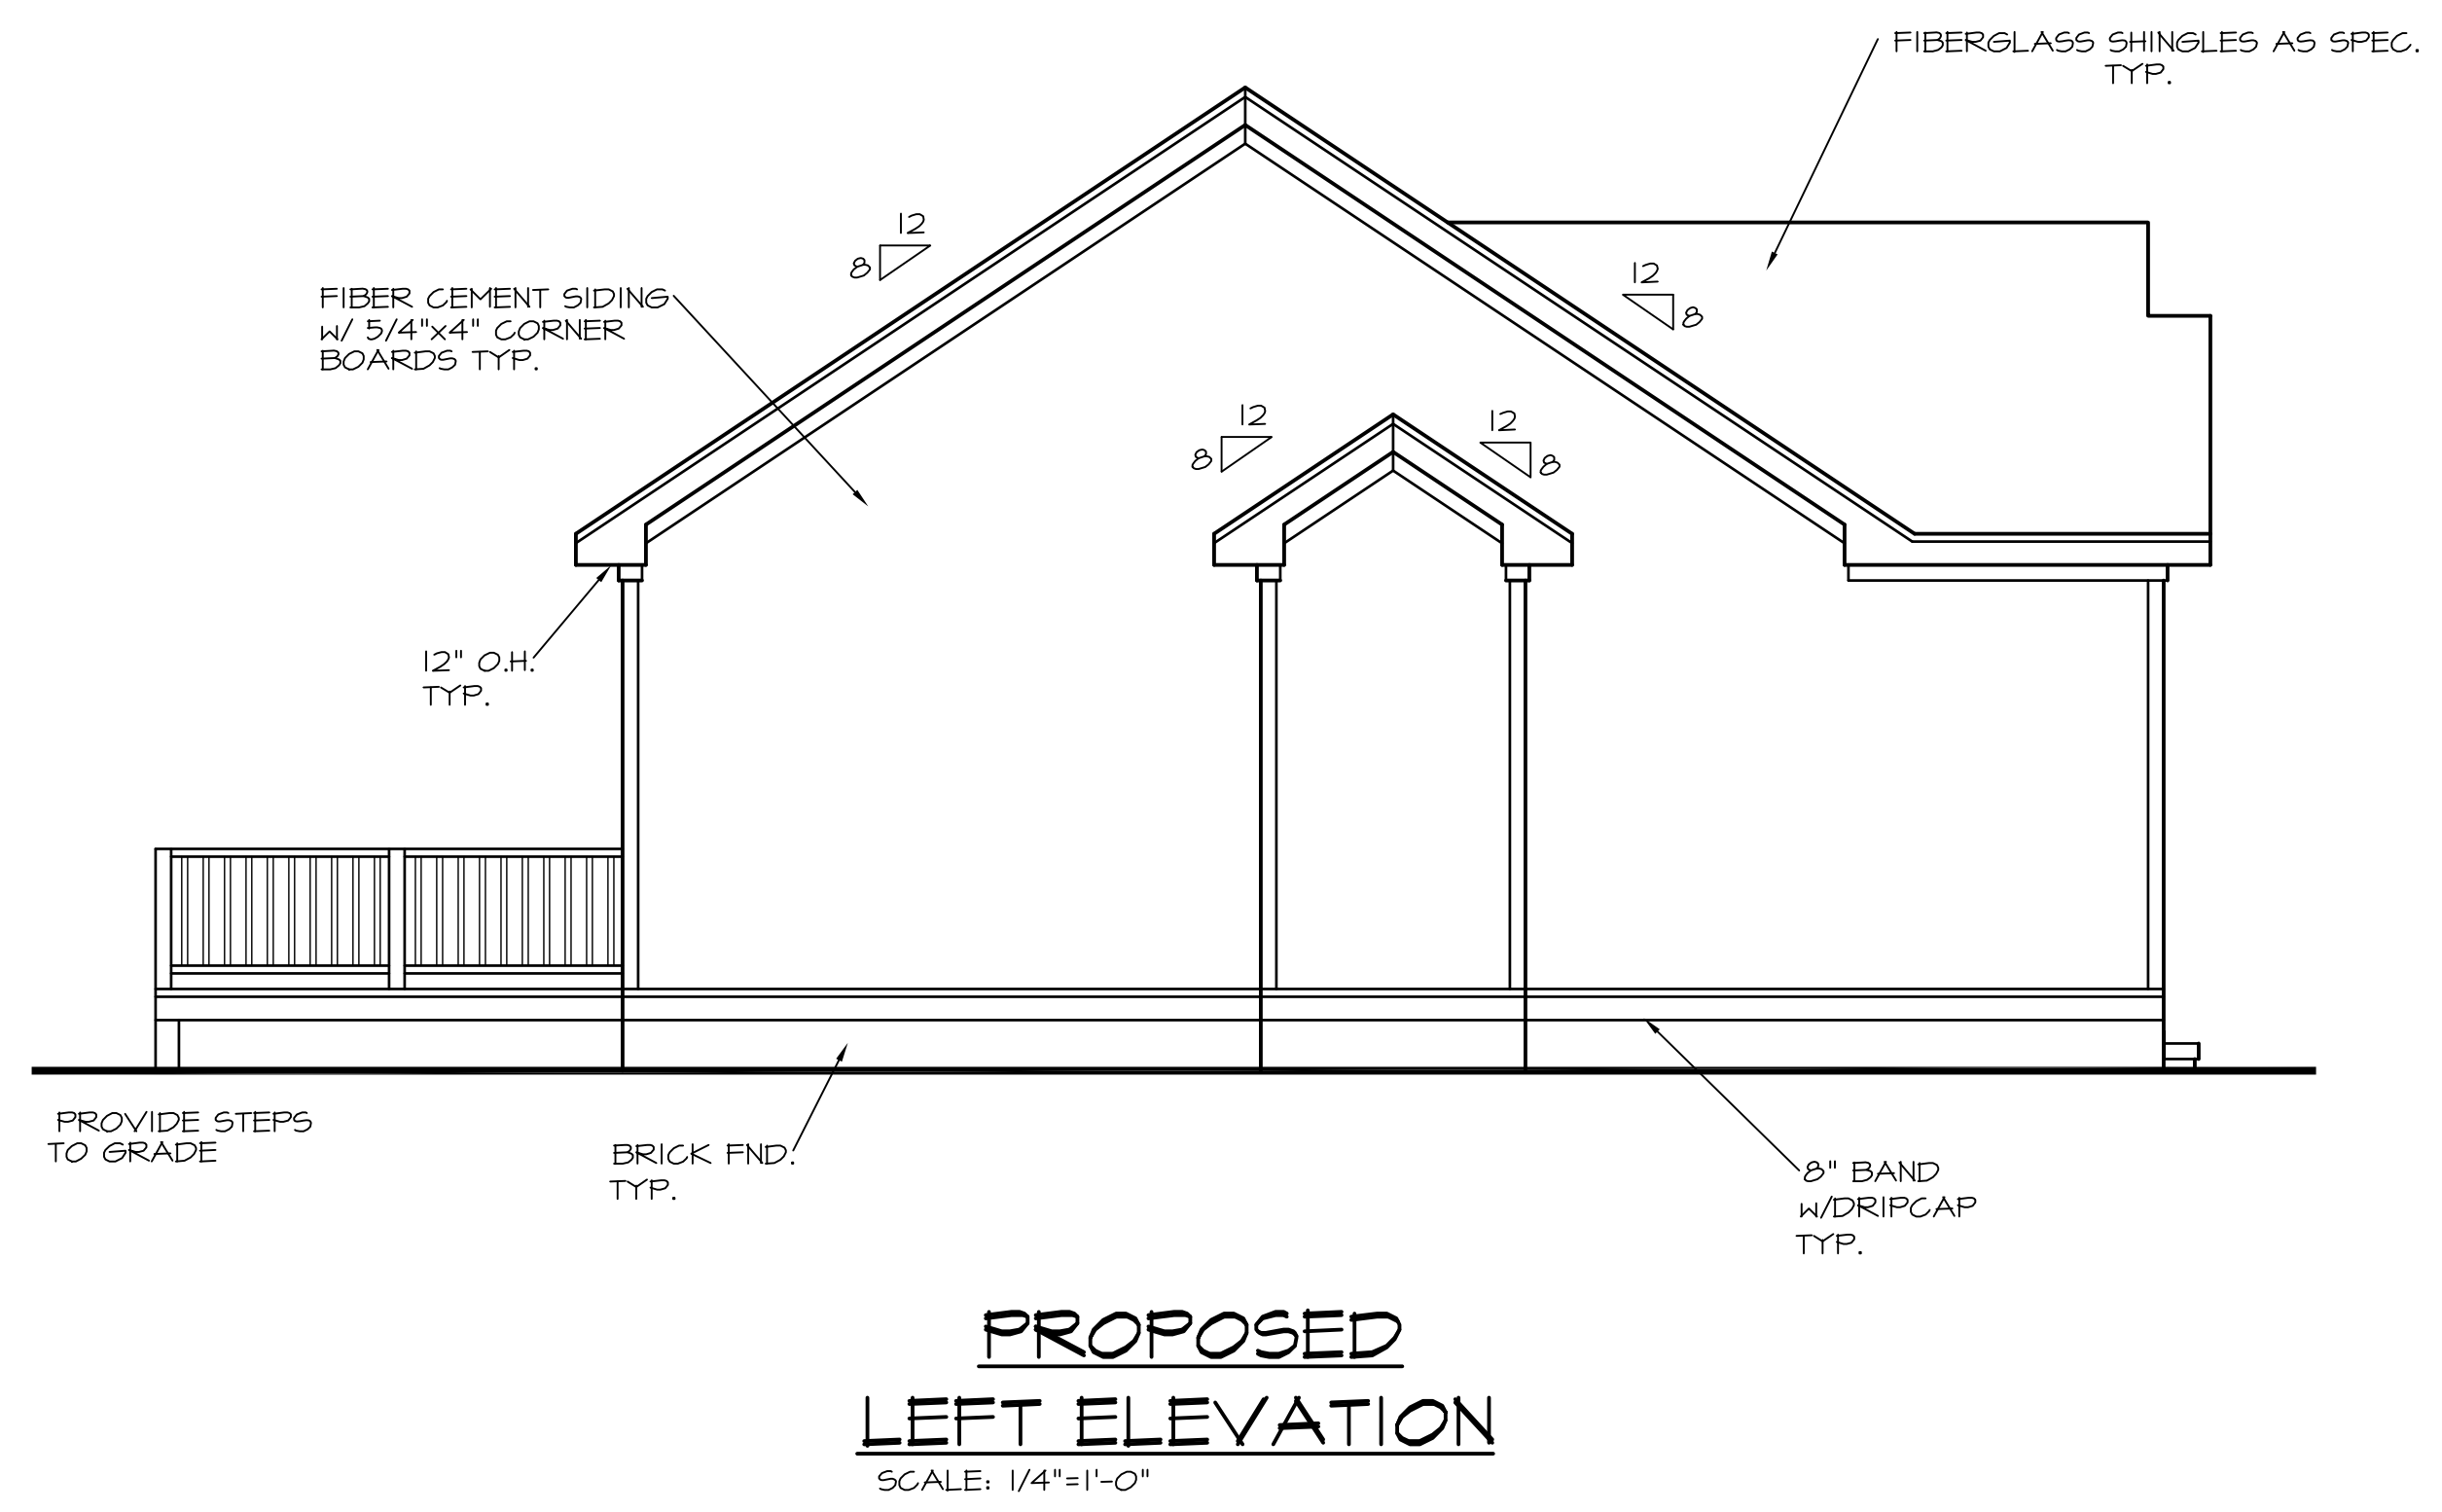 FIBERGLASS SHINGLES AS SPEC.
TYP.
12
8
12
8
FIBER CEMENT SIDING
W/ 5/4"X4" CORNER
BOARDS TYP.
12
8
12
8
12" O.H.
TYP.
PROVIDE STEPS
TO GRADE
BRICK FND.
TYP.
8" BAND
W/DRIPCAP
TYP.
PROPOSED
LEFT ELEVATION
SCALE: 1/4"=1'-0"